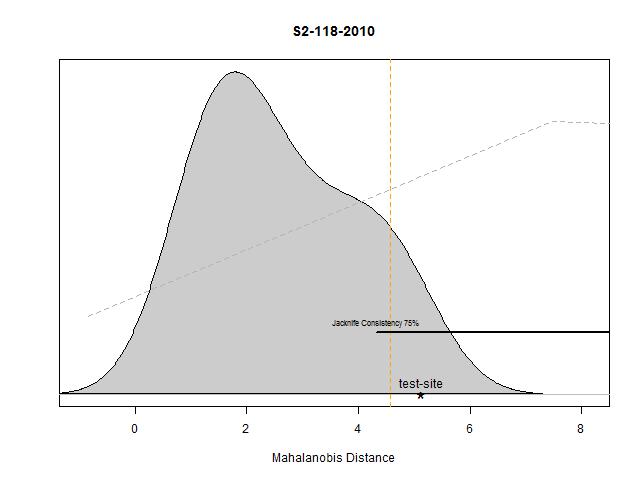 S2-118-2010
Jacknife Consistency 75%
test-site
*
0 2 4 6 8
Mahalanobis Distance